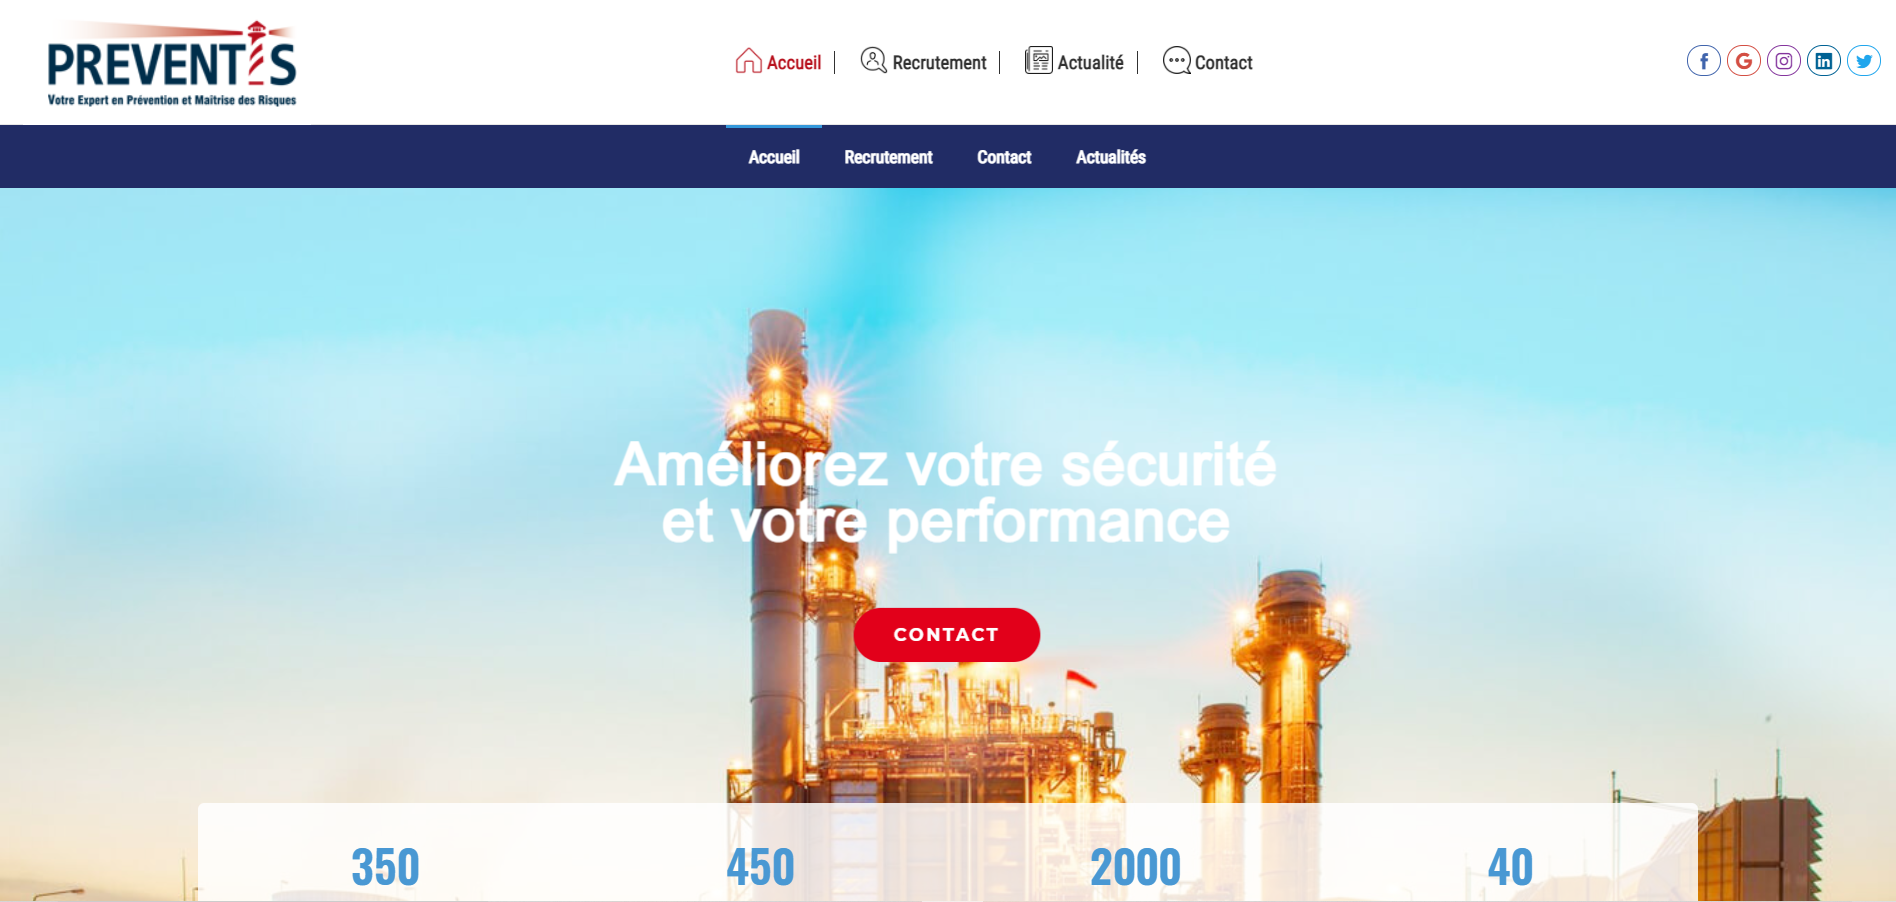 PREVENTIS
Votre Expert en Prévention et Maîtrise des Risques
Accueil
Recrutement
Actualité
Contact
Accueil
Recrutement
Contact
Actualités
Améliorez votre sécurité
et votre performance
CONTACT
350
450
2000
40